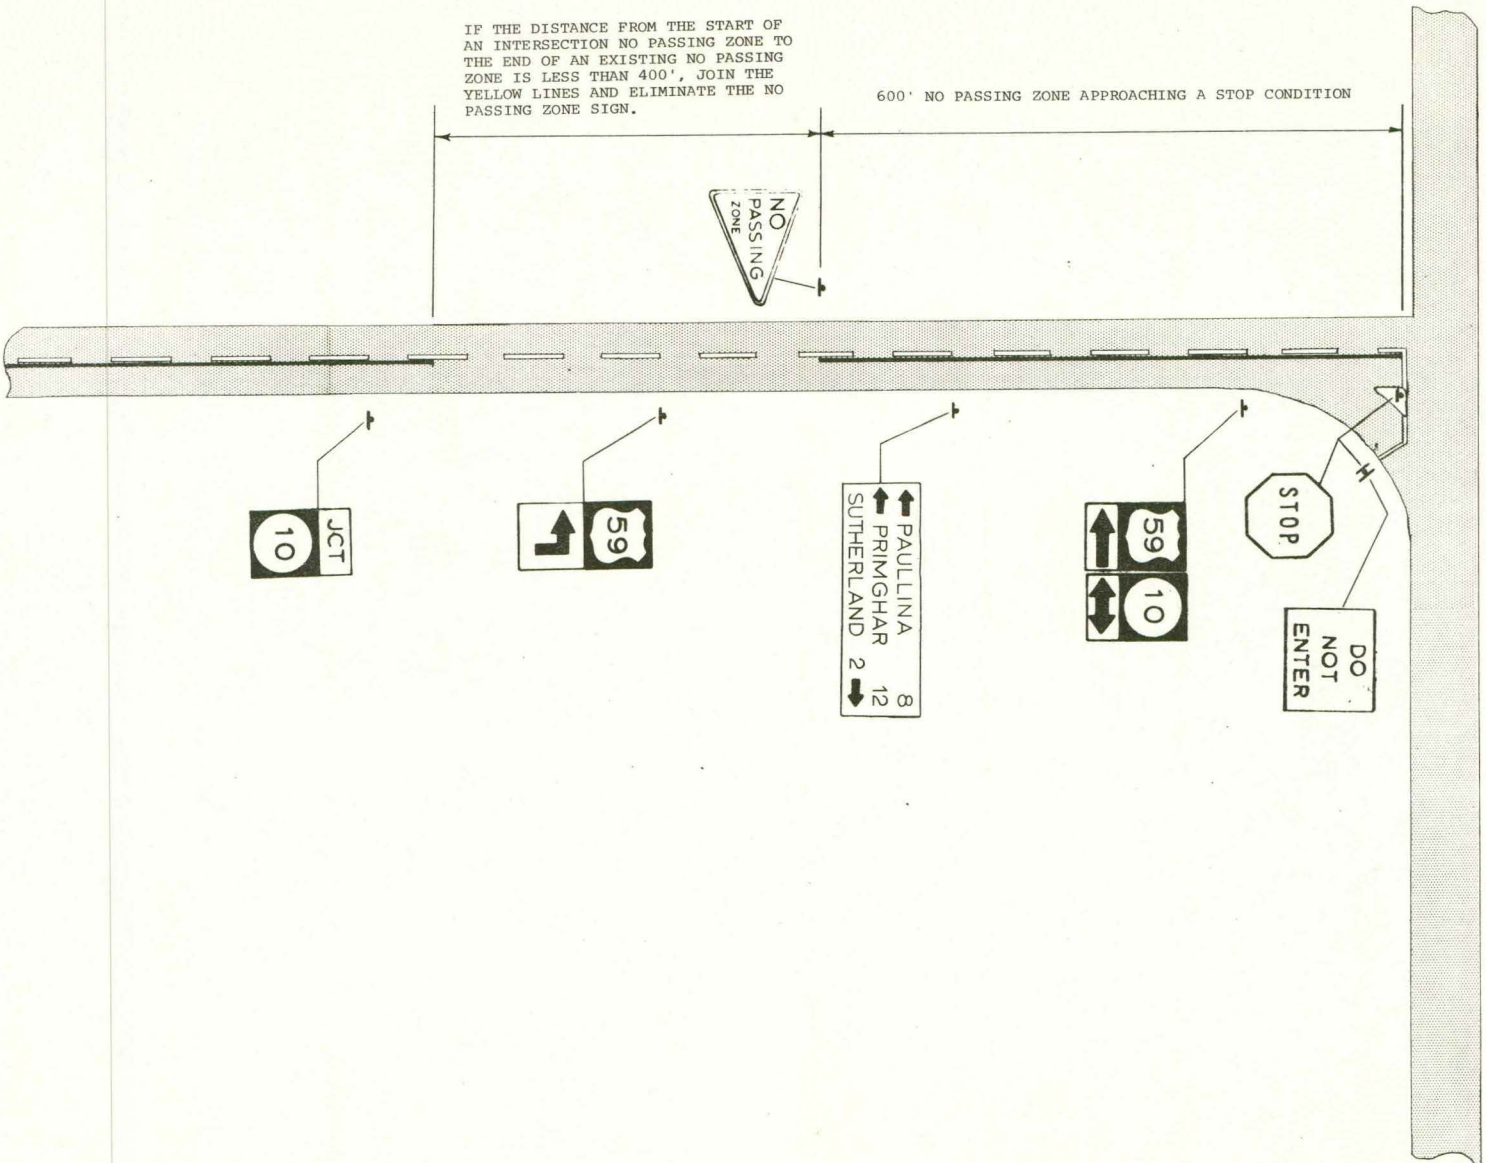 IF THE DISTANCE FROM THE START OF
AN INTERSECTION NO PASSING ZONE TO
THE END OF AN EXISTING NO PASSING
ZONE IS LESS THAN 400', JOIN THE
YELLOW LINES AND ELIMINATE THE NO
PASSING ZONE SIGN.
600' NO PASSING ZONE APPROACHING A STOP CONDITION
NO
PASSING
ZONE
JCT
10
59
PAULLINA 8
PRIMGHAR 12
SUTHERLAND 2
59
10
STOP
DO
NOT
ENTER